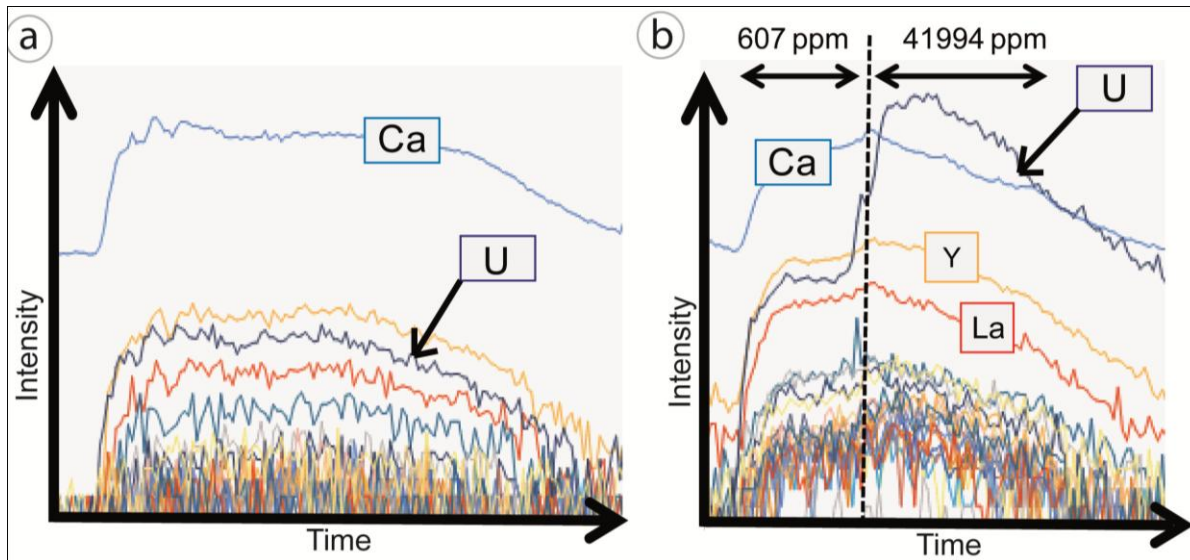 a
Ca
U
Intensity
Time
b
607 ppm
41994 ppm
U
Ca
Y
La
Intensity
Time